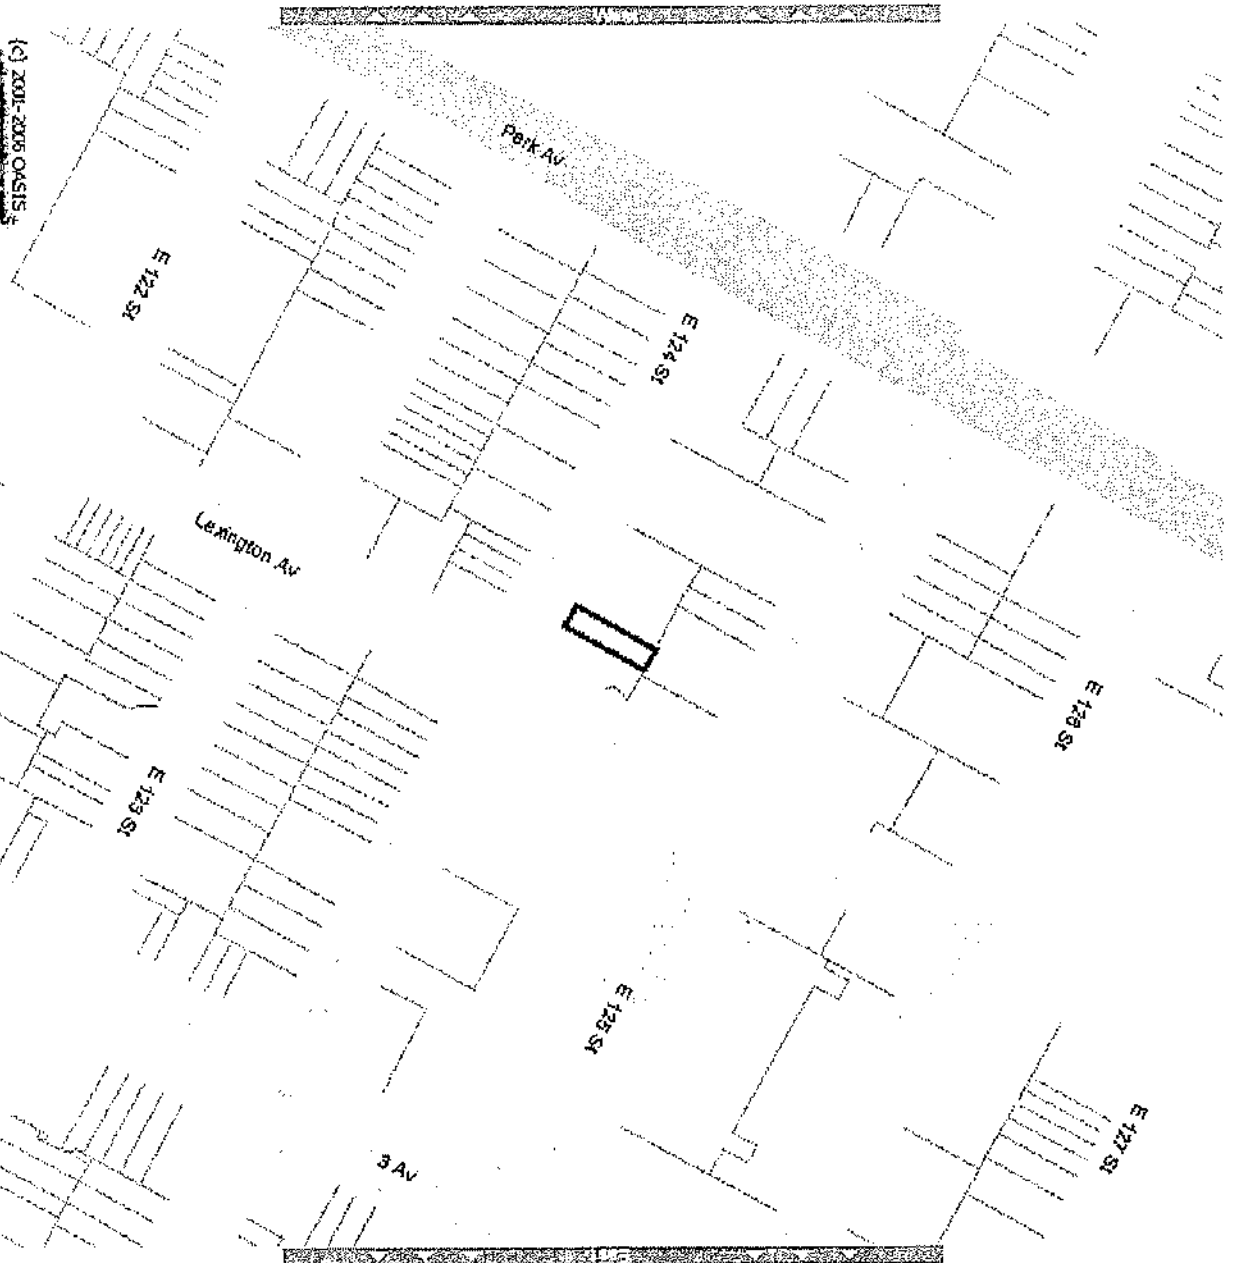 (c) 2001-2006 OASIS
Park Av
E 122 St
E 124 St
Lexington Av
E 126 St
E 123 St
E 125 St
E 127 St
3 Av